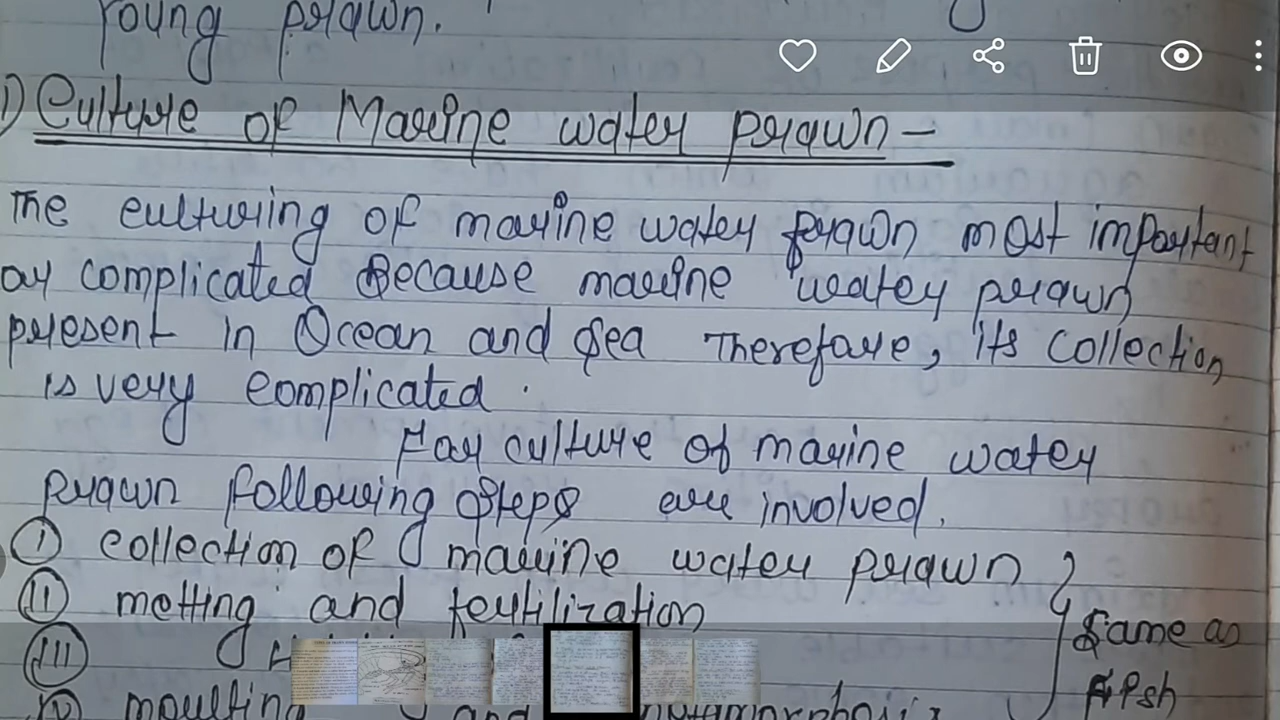 Young prawn.
1) Culture of Marine water prawn -
The culturing of marine water prawn most important
or complicated Because marine water prawn
present in Ocean and Sea Therefore, its collection
is very complicated.
For culture of marine water
prawn following steps are involved.
I collection of marine water prawn
II metting and fertilization
Same as
Fish
III
IV moulting and metamorphosis